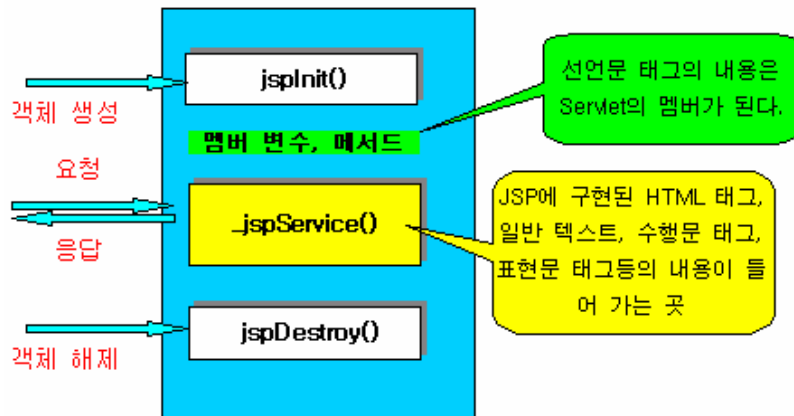 jspInit()
객체 생성
선언문 태그의 내용은
Servlet의 멤버가 된다.
멤버 변수, 메서드
요청
_jspService()
응답
JSP에 구현된 HTML 태그,
일반 텍스트, 수행문 태그,
표현문 태그등의 내용이 들
어 가는 곳
jspDestroy()
객체 해제